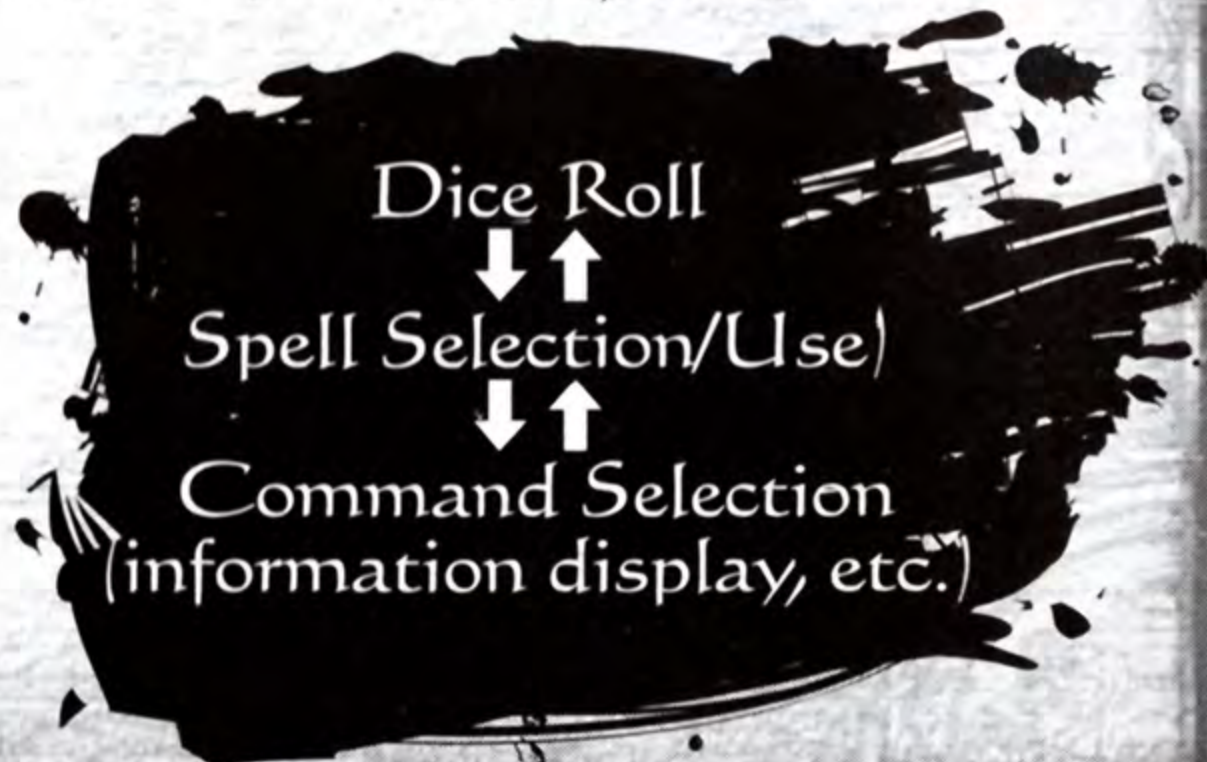 Dice Roll
Spell Selection/Use)
Command Selection
(information display, etc.)